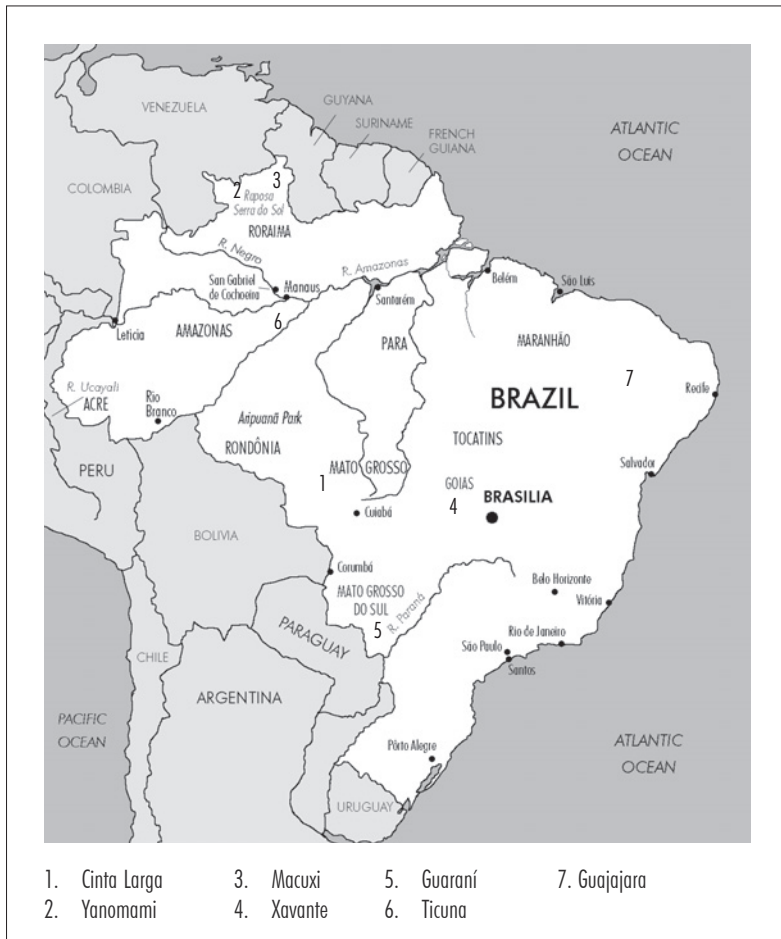 VENEZUELA
GUYANA
SURINAME
FRENCH
GUIANA
ATLANTIC
OCEAN
COLOMBIA
2
3
Raposa
Serra do Sol
RORAIMA
R. Negro
R. Amazonas
San Gabriel
de Cochoeira
Manaus
Santarém
Belém
São Luis
Leticia
AMAZONAS
6
PARA
MARANHÃO
R. Ucayali
ACRE
Rio
Branco
Aripuanã Park
RONDÔNIA
BRAZIL
7
Recife
TOCATINS
PERU
MATO GROSSO
1
GOIAS
4
BRASILIA
Salvador
Cuiabá
BOLIVIA
Corumbá
MATO GROSSO
DO SUL
5
R. Paraná
Belo Horizonte
Vitória
PARAGUAY
Rio de Janeiro
São Paulo
Santos
CHILE
ARGENTINA
PACIFIC
OCEAN
Pôrto Alegre
ATLANTIC
OCEAN
URUGUAY
1. Cinta Larga 3. Macuxi 5. Guaraní 7. Guajajara
2. Yanomami 4. Xavante 6. Ticuna